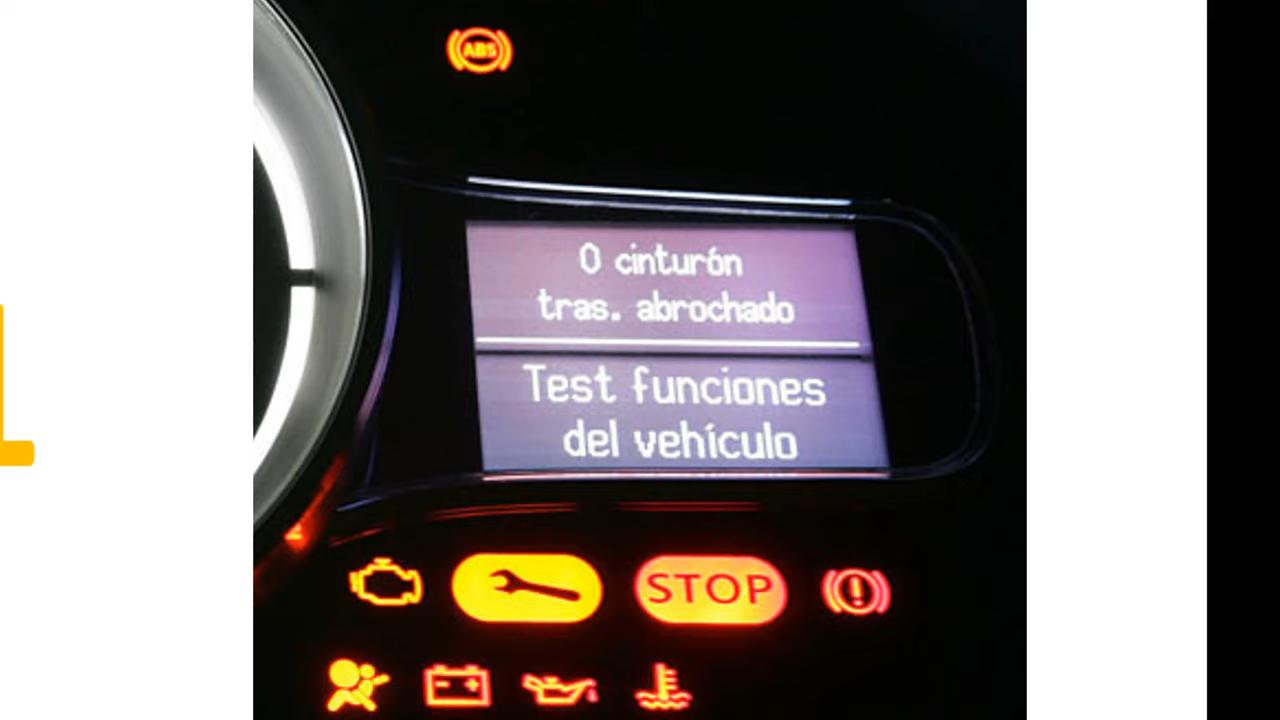 ABS
0 cinturón
tras. abrochado
Test funciones
del vehículo
STOP